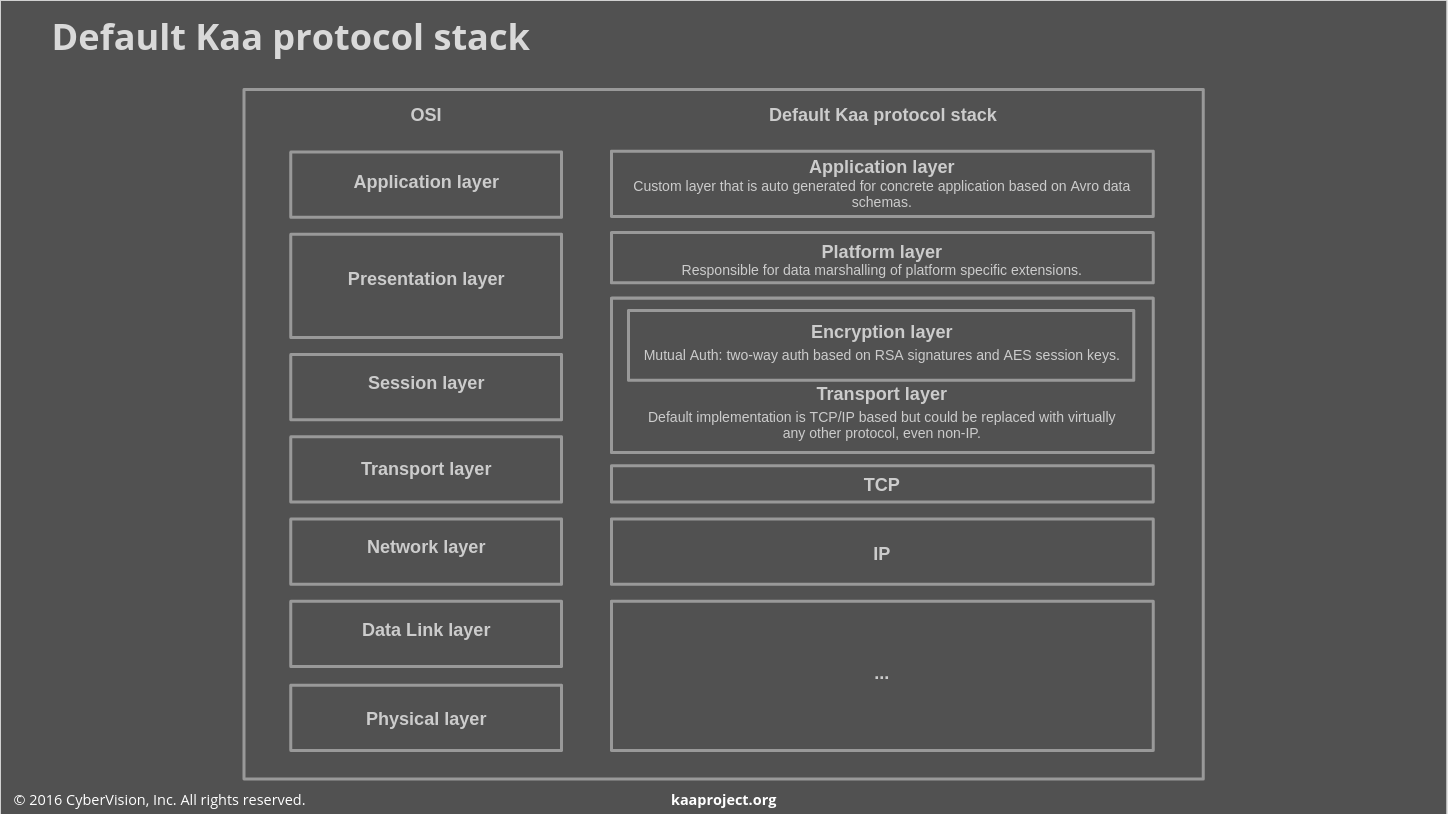 Default Kaa protocol stack
OSI
Default Kaa protocol stack
Application layer
Presentation layer
Session layer
Transport layer
Network layer
Data Link layer
Physical layer
Application layer
Custom layer that is auto generated for concrete application based on Avro data
schemas.
Platform layer
Responsible for data marshalling of platform specific extensions.
Encryption layer
Mutual Auth: two-way auth based on RSA signatures and AES session keys.
Transport layer
Default implementation is TCP/IP based but could be replaced with virtually
any other protocol, even non-IP.
TCP
IP
...
© 2016 CyberVision, Inc. All rights reserved.
kaaproject.org